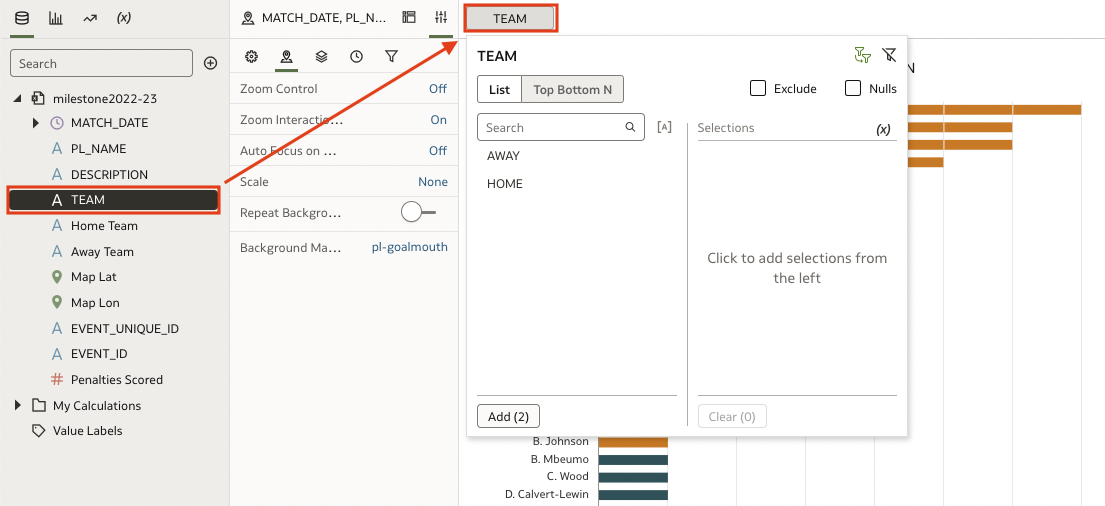 (x)
MATCH_DATE, PL_N...
TEAM
Search
milestone2022-23
MATCH_DATE
PL_NAME
DESCRIPTION
TEAM
Home Team
Away Team
Map Lat
Map Lon
EVENT_UNIQUE_ID
EVENT_ID
Penalties Scored
My Calculations
Value Labels
Zoom Control Off
Zoom Interactio... On
Auto Focus on ... Off
Scale None
Repeat Backgro...
Background Ma... pl-goalmouth
TEAM
List Top Bottom N
Exclude Nulls
Search [A]
AWAY
HOME
Add (2)
Selections (x)
Click to add selections from
the left
Clear (0)
N
B. Johnson
B. Mbeumo
C. Wood
D. Calvert-Lewin